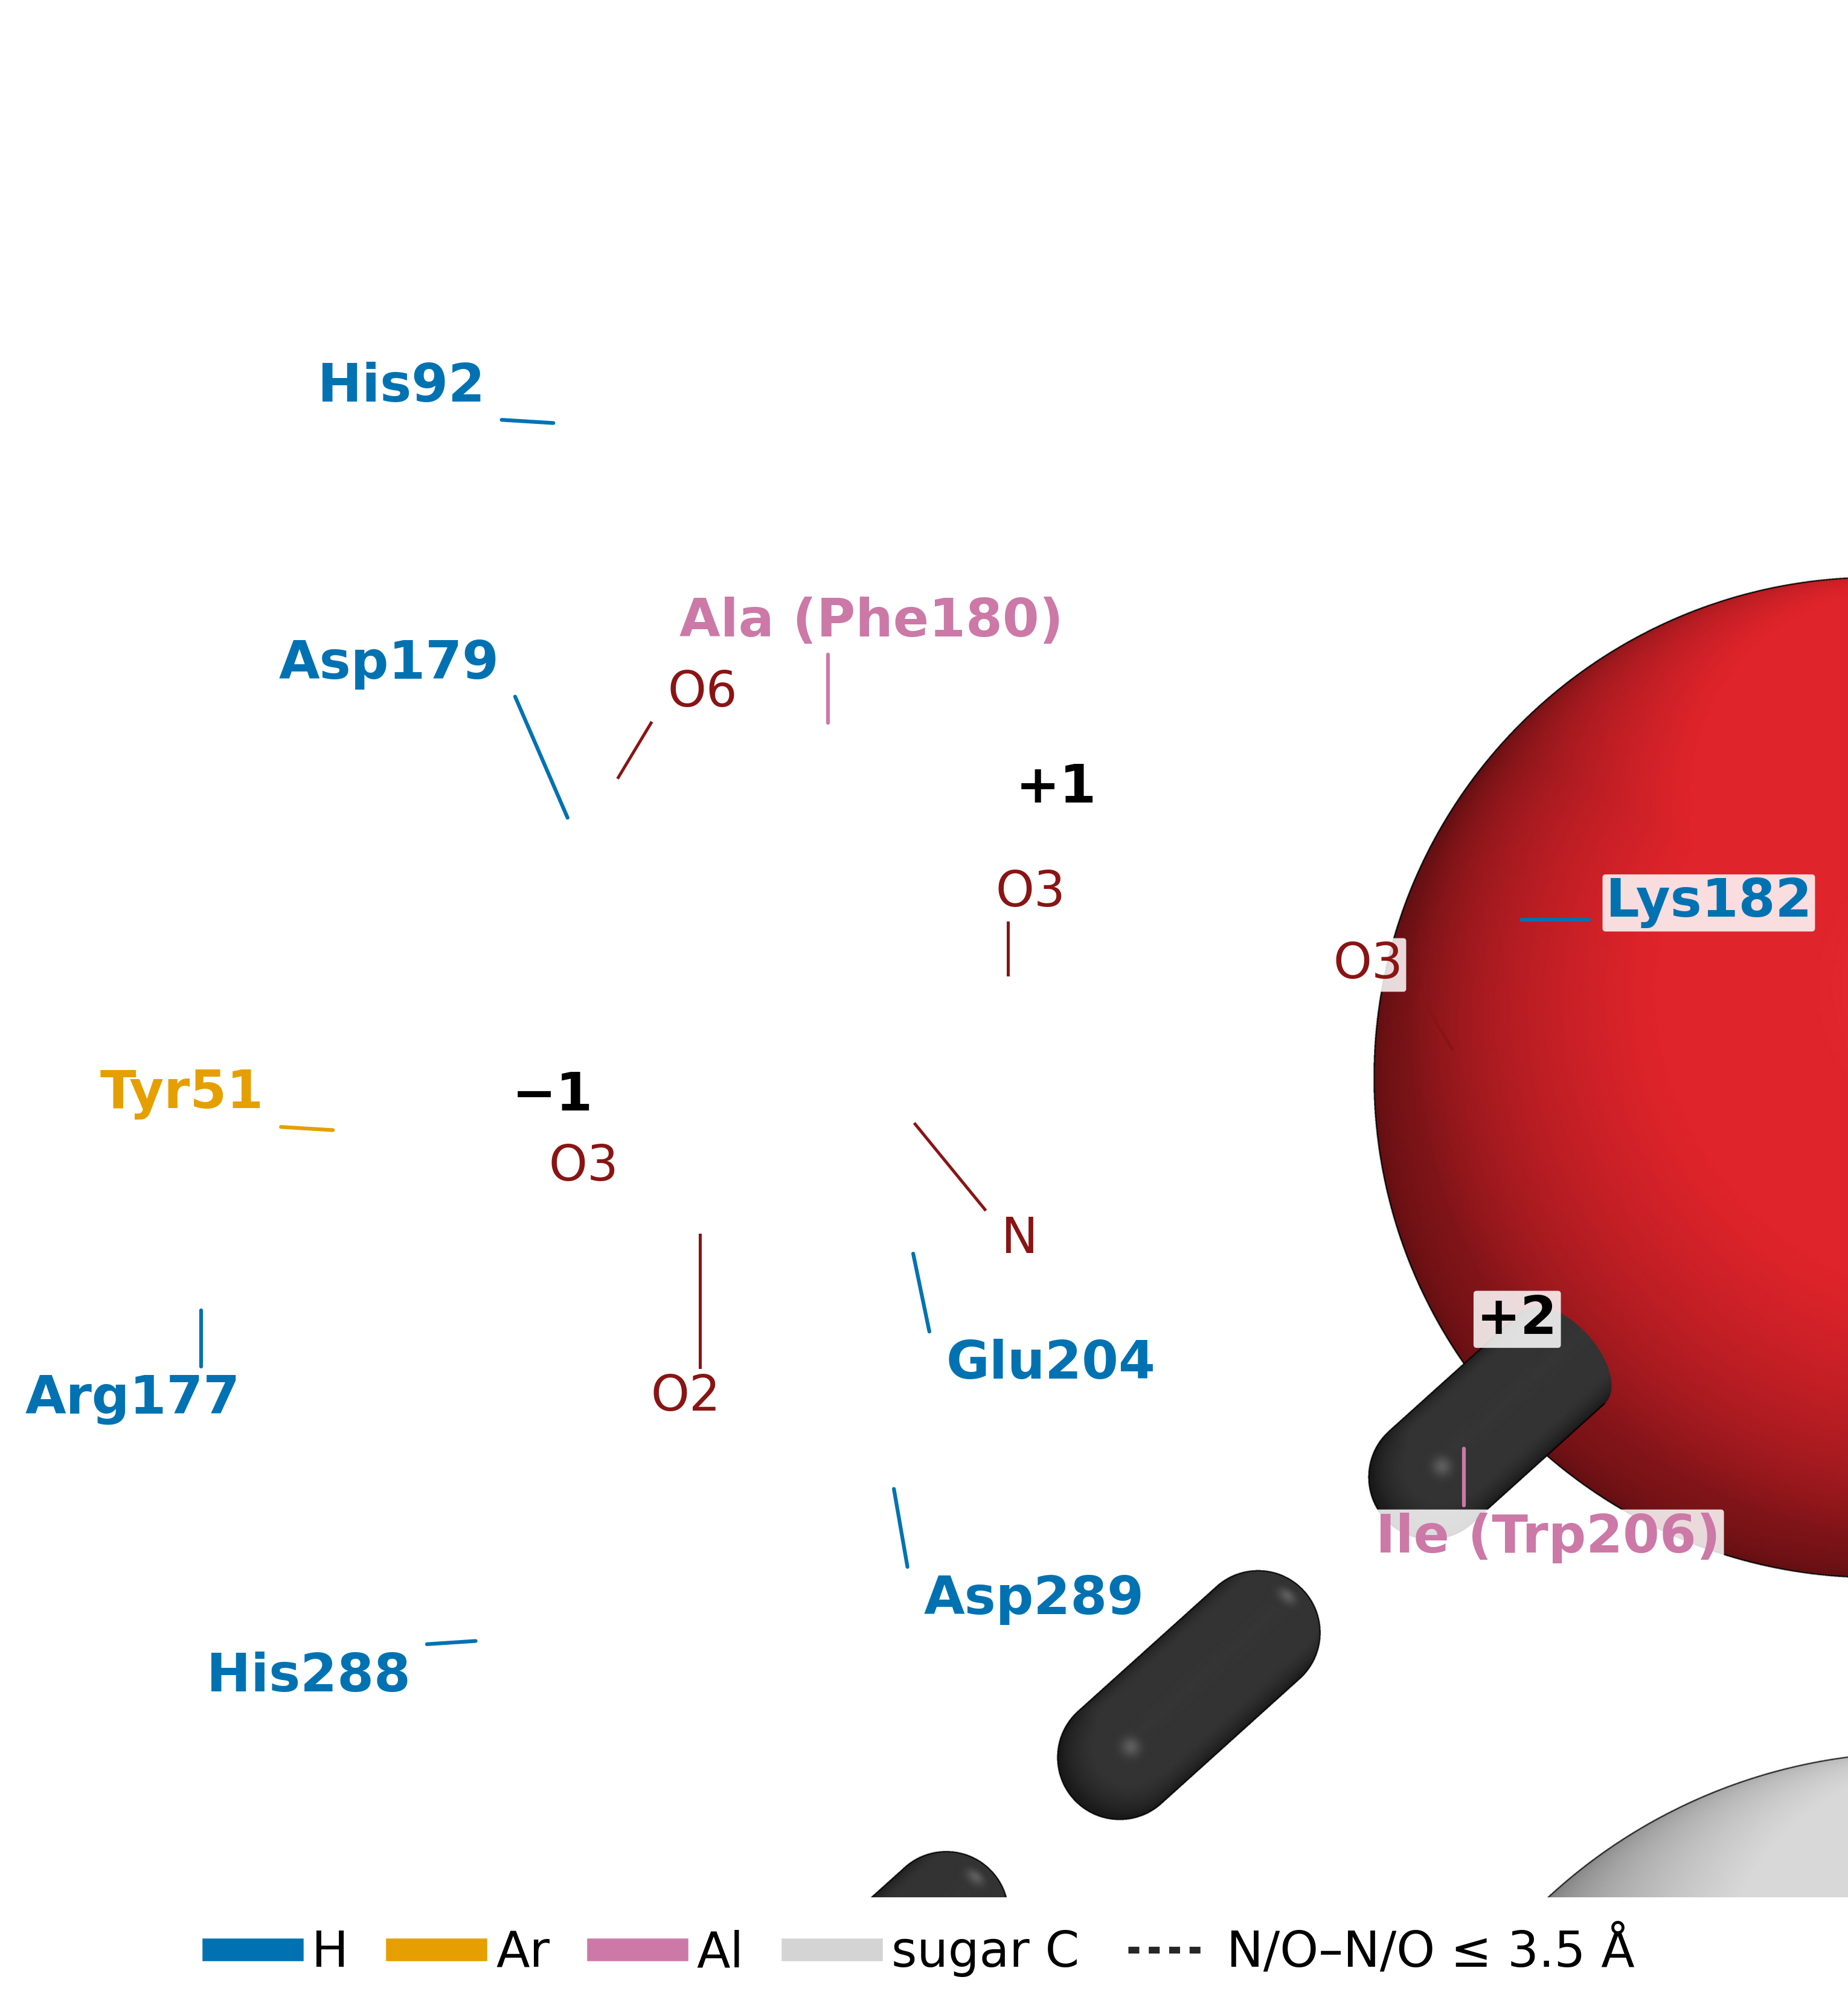 His92
Ala (Phe180)
Asp179
O6
+1
O3
Lys182
O3
Tyr51
−1
O3
N
+2
Glu204
Arg177
O2
Ile (Trp206)
Asp289
His288
H
Ar
Al
sugar C
N/O–N/O ≤ 3.5 Å